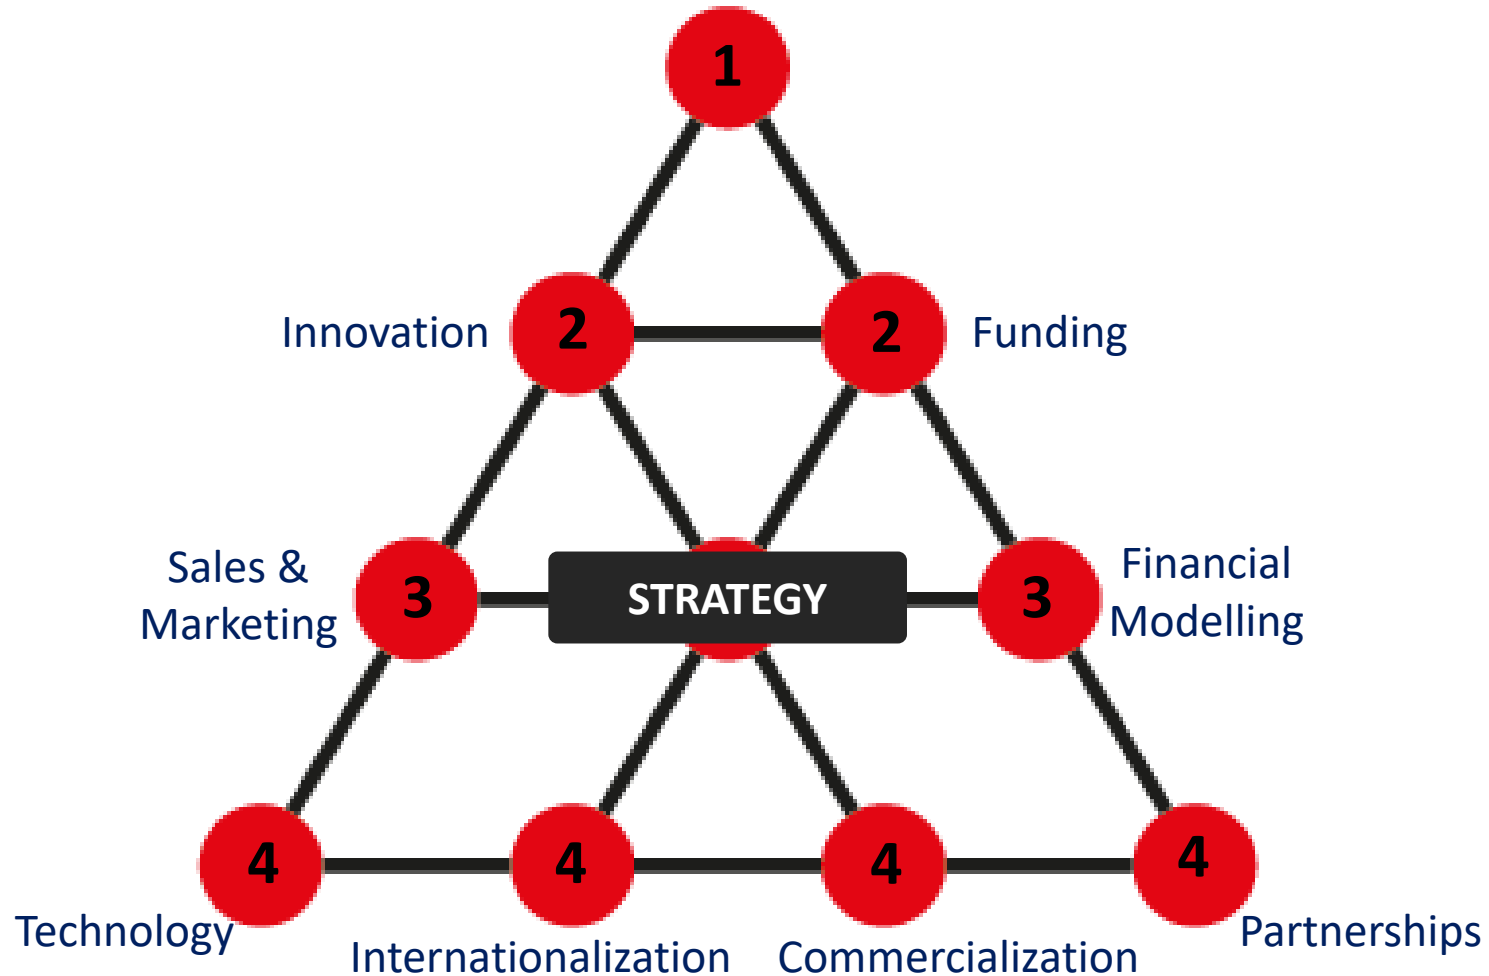 1
Innovation
2
2
Funding
Sales &
Marketing
3
STRATEGY
3
Financial
Modelling
4
4
4
4
Technology
Internationalization
Commercialization
Partnerships